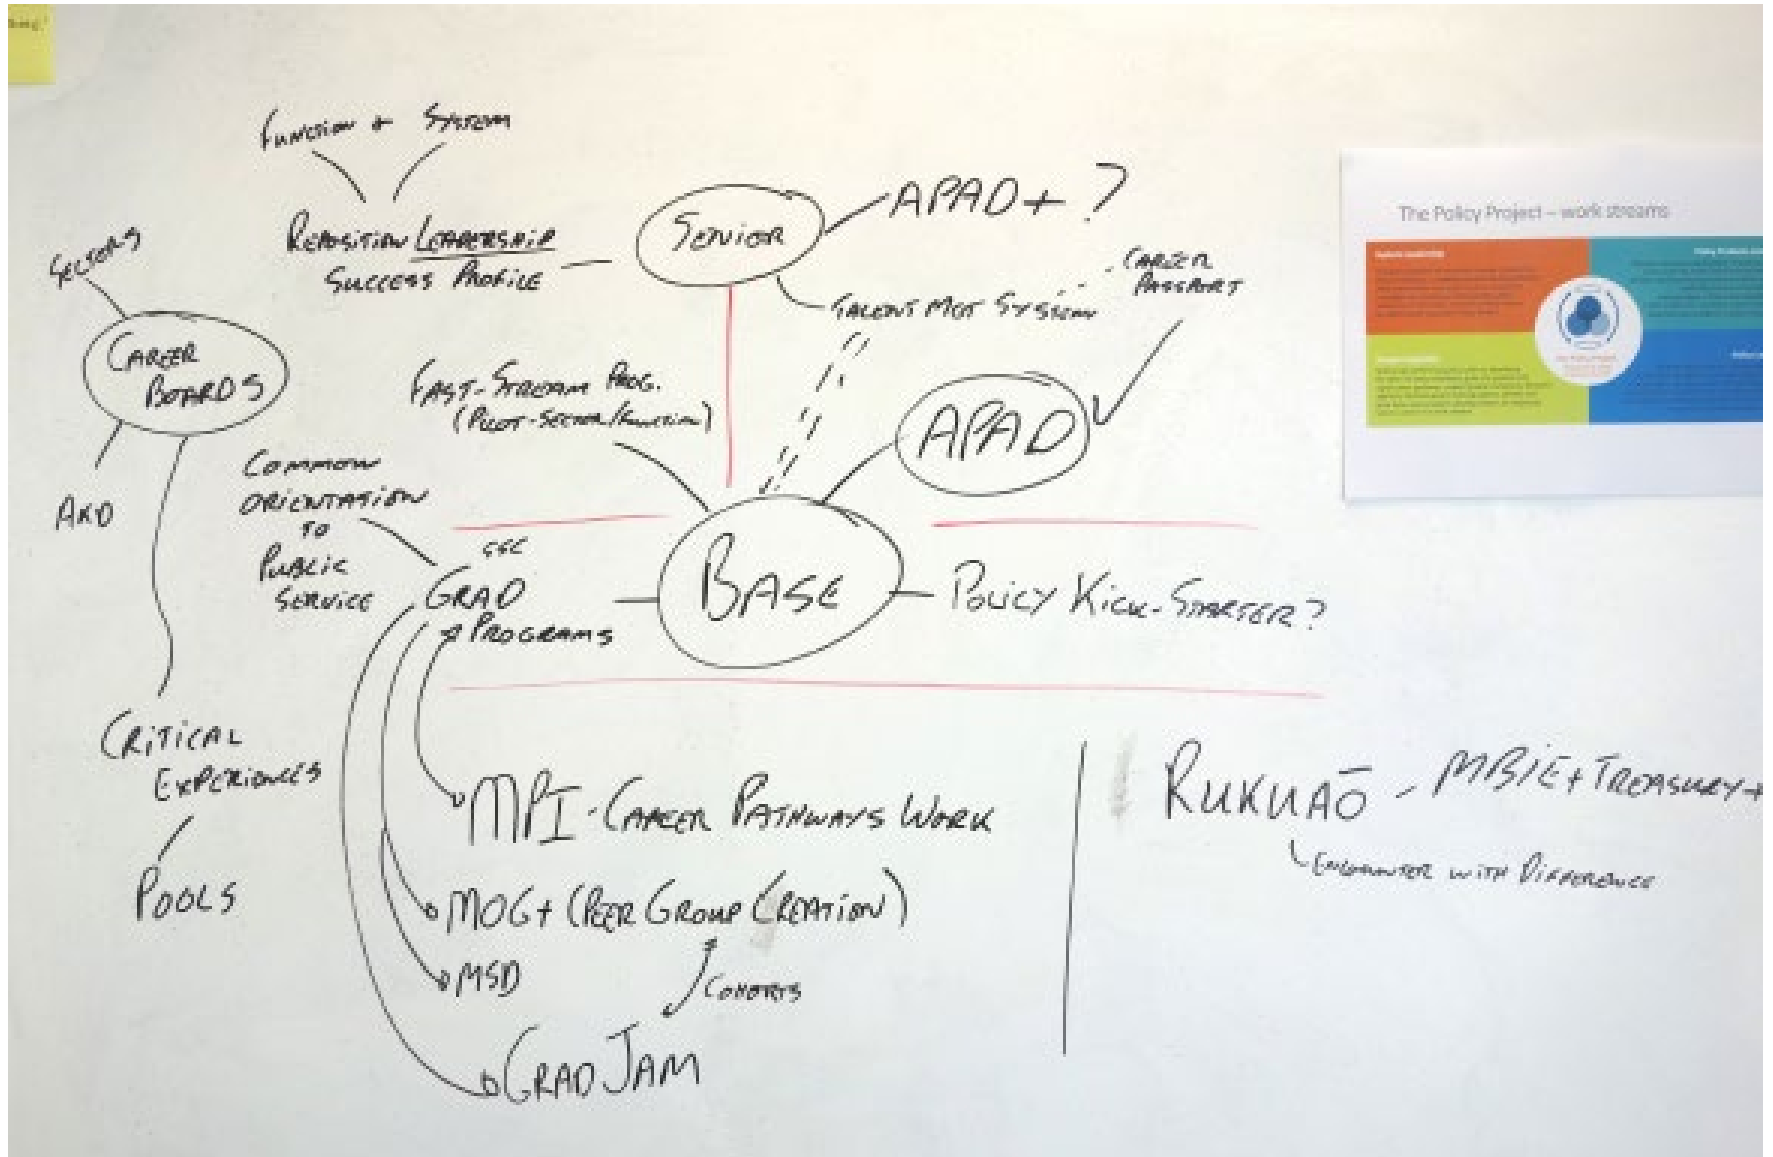 Function + System
Reposition Leadership
Success Profile
Senior
APAD + ?
Career
Passport
Talent Mgt System
Sectors
Career
Boards
AKD
Critical
Experiences
Pools
Fast-Stream Prog.
(Pilot-Sector/Function)
APAD
Common
Orientation
to
Public
Service
Grad
Programs
Base
Policy Kick-Starter?
MPI - Career Pathways Work
MOG+ (Peer Group Creation)
Cohorts
MSD
Grad Jam
Rukuaō - MBIE + Treasury +
Encounter with Difference
The Policy Project – work streams